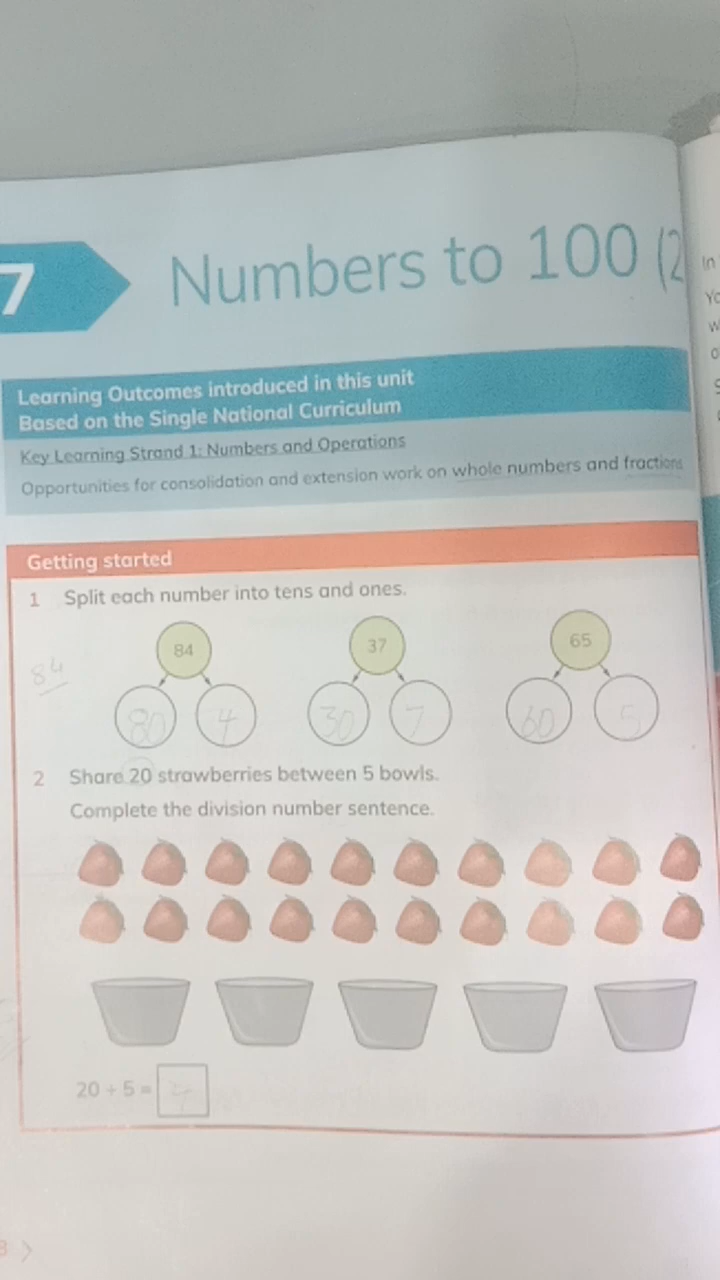 7
Numbers to 100 (2
Learning Outcomes introduced in this unit
Based on the Single National Curriculum
Key Learning Strand 1: Numbers and Operations
Opportunities for consolidation and extension work on whole numbers and fractions
Getting started
1 Split each number into tens and ones.
84 37 65
84
80 4 30 7 60 5
2 Share 20 strawberries between 5 bowls.
Complete the division number sentence.
20 ÷ 5 = 4